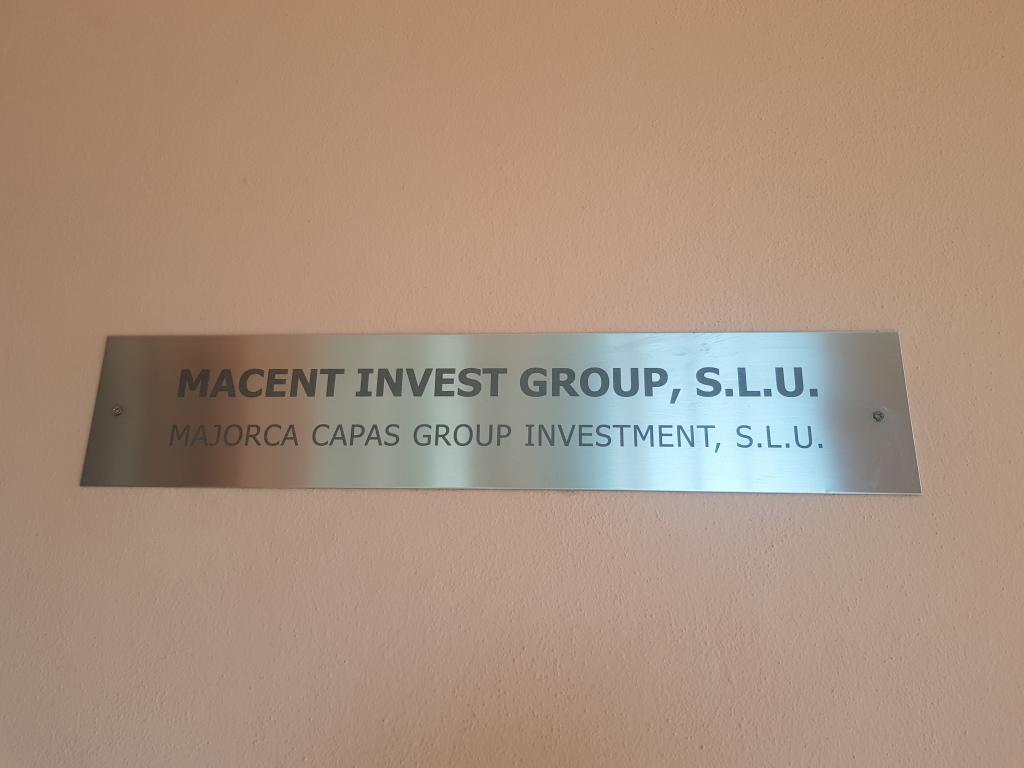 MACENT INVEST GROUP, S.L.U.
MAJORCA CAPAS GROUP INVESTMENT, S.L.U.